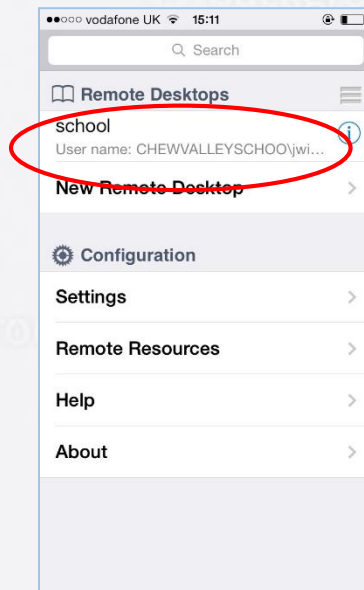 vodafone UK 15:11
Search
Remote Desktops
school
User name: CHEWVALLEYSCHOO\jwi...
New Remote Desktop
Configuration
Settings
Remote Resources
Help
About